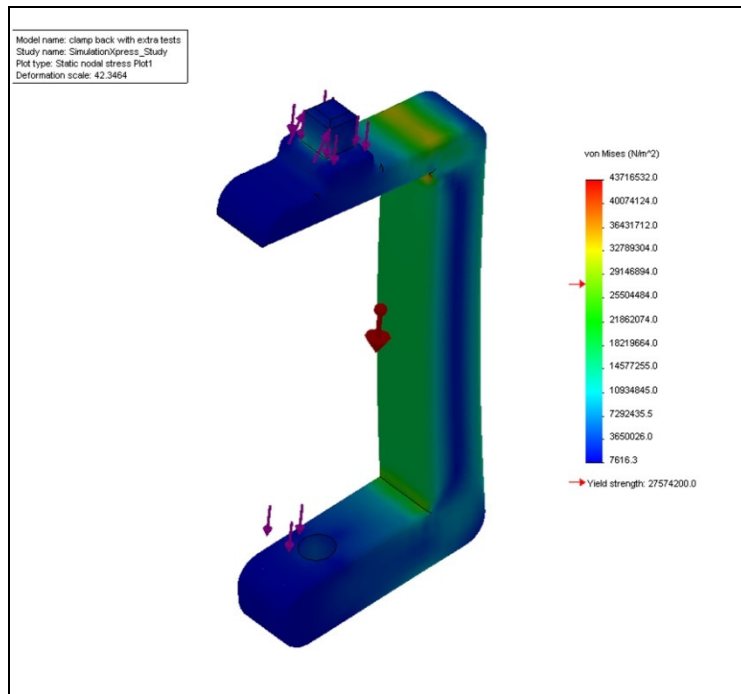 Model name: clamp back with extra tests
Study name: SimulationXpress_Study
Plot type: Static nodal stress Plot1
Deformation scale: 42.3464
von Mises (N/m^2)
43716532.0
40074124.0
36431712.0
32789304.0
29146894.0
25504484.0
21862074.0
18219664.0
14577255.0
10934845.0
7292435.5
3650026.0
7616.3
Yield strength: 27574200.0